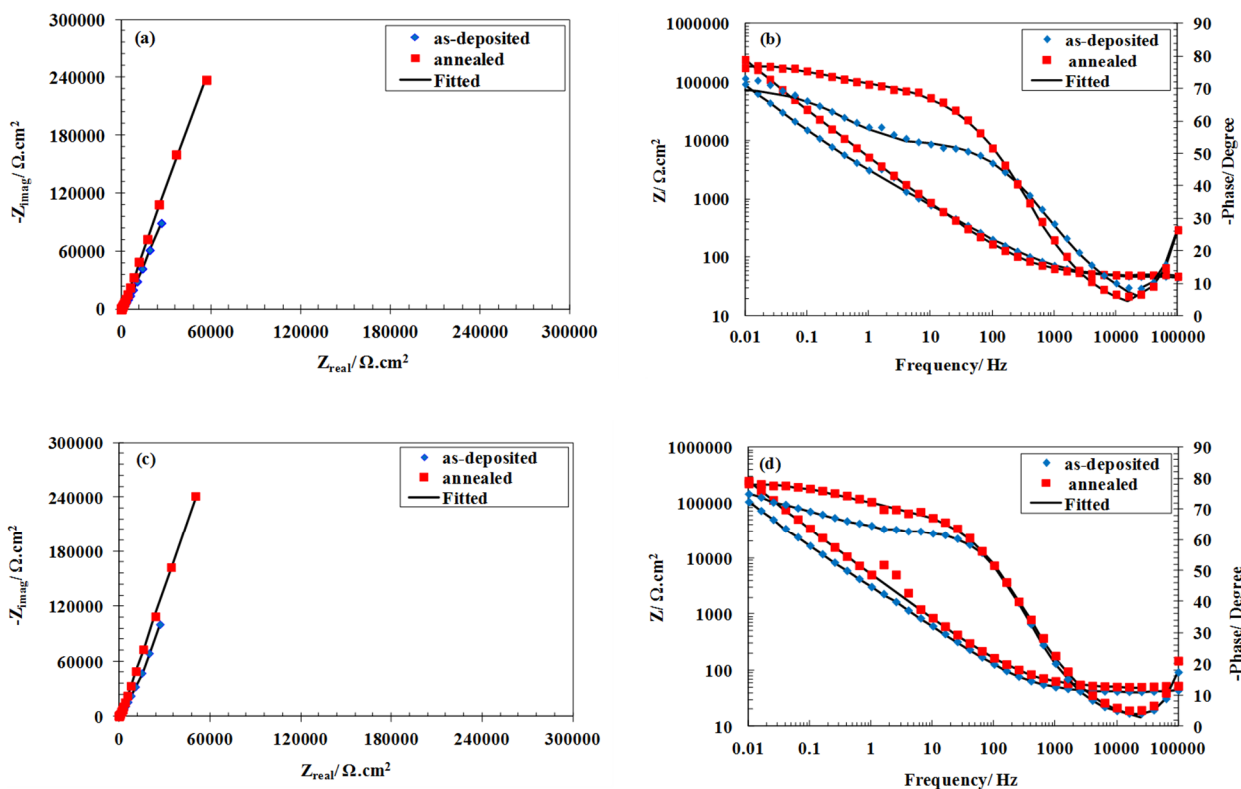 (a)
as-deposited
annealed
Fitted
-Z_imag/ Ω.cm²
300000
240000
180000
120000
60000
0
0 60000 120000 180000 240000 300000
Z_real/ Ω.cm²
(b)
as-deposited
annealed
Fitted
Z/ Ω.cm²
1000000
100000
10000
1000
100
10
-Phase/Degree
90
80
70
60
50
40
30
20
10
0
0.01 0.1 1 10 100 1000 10000 100000
Frequency/ Hz
(c)
as-deposited
annealed
Fitted
-Z_imag/ Ω.cm²
300000
240000
180000
120000
60000
0
0 60000 120000 180000 240000 300000
Z_real/ Ω.cm²
(d)
as-deposited
annealed
Fitted
Z/ Ω.cm²
1000000
100000
10000
1000
100
10
-Phase/ Degree
90
80
70
60
50
40
30
20
10
0
0.01 0.1 1 10 100 1000 10000 100000
Frequency/ Hz